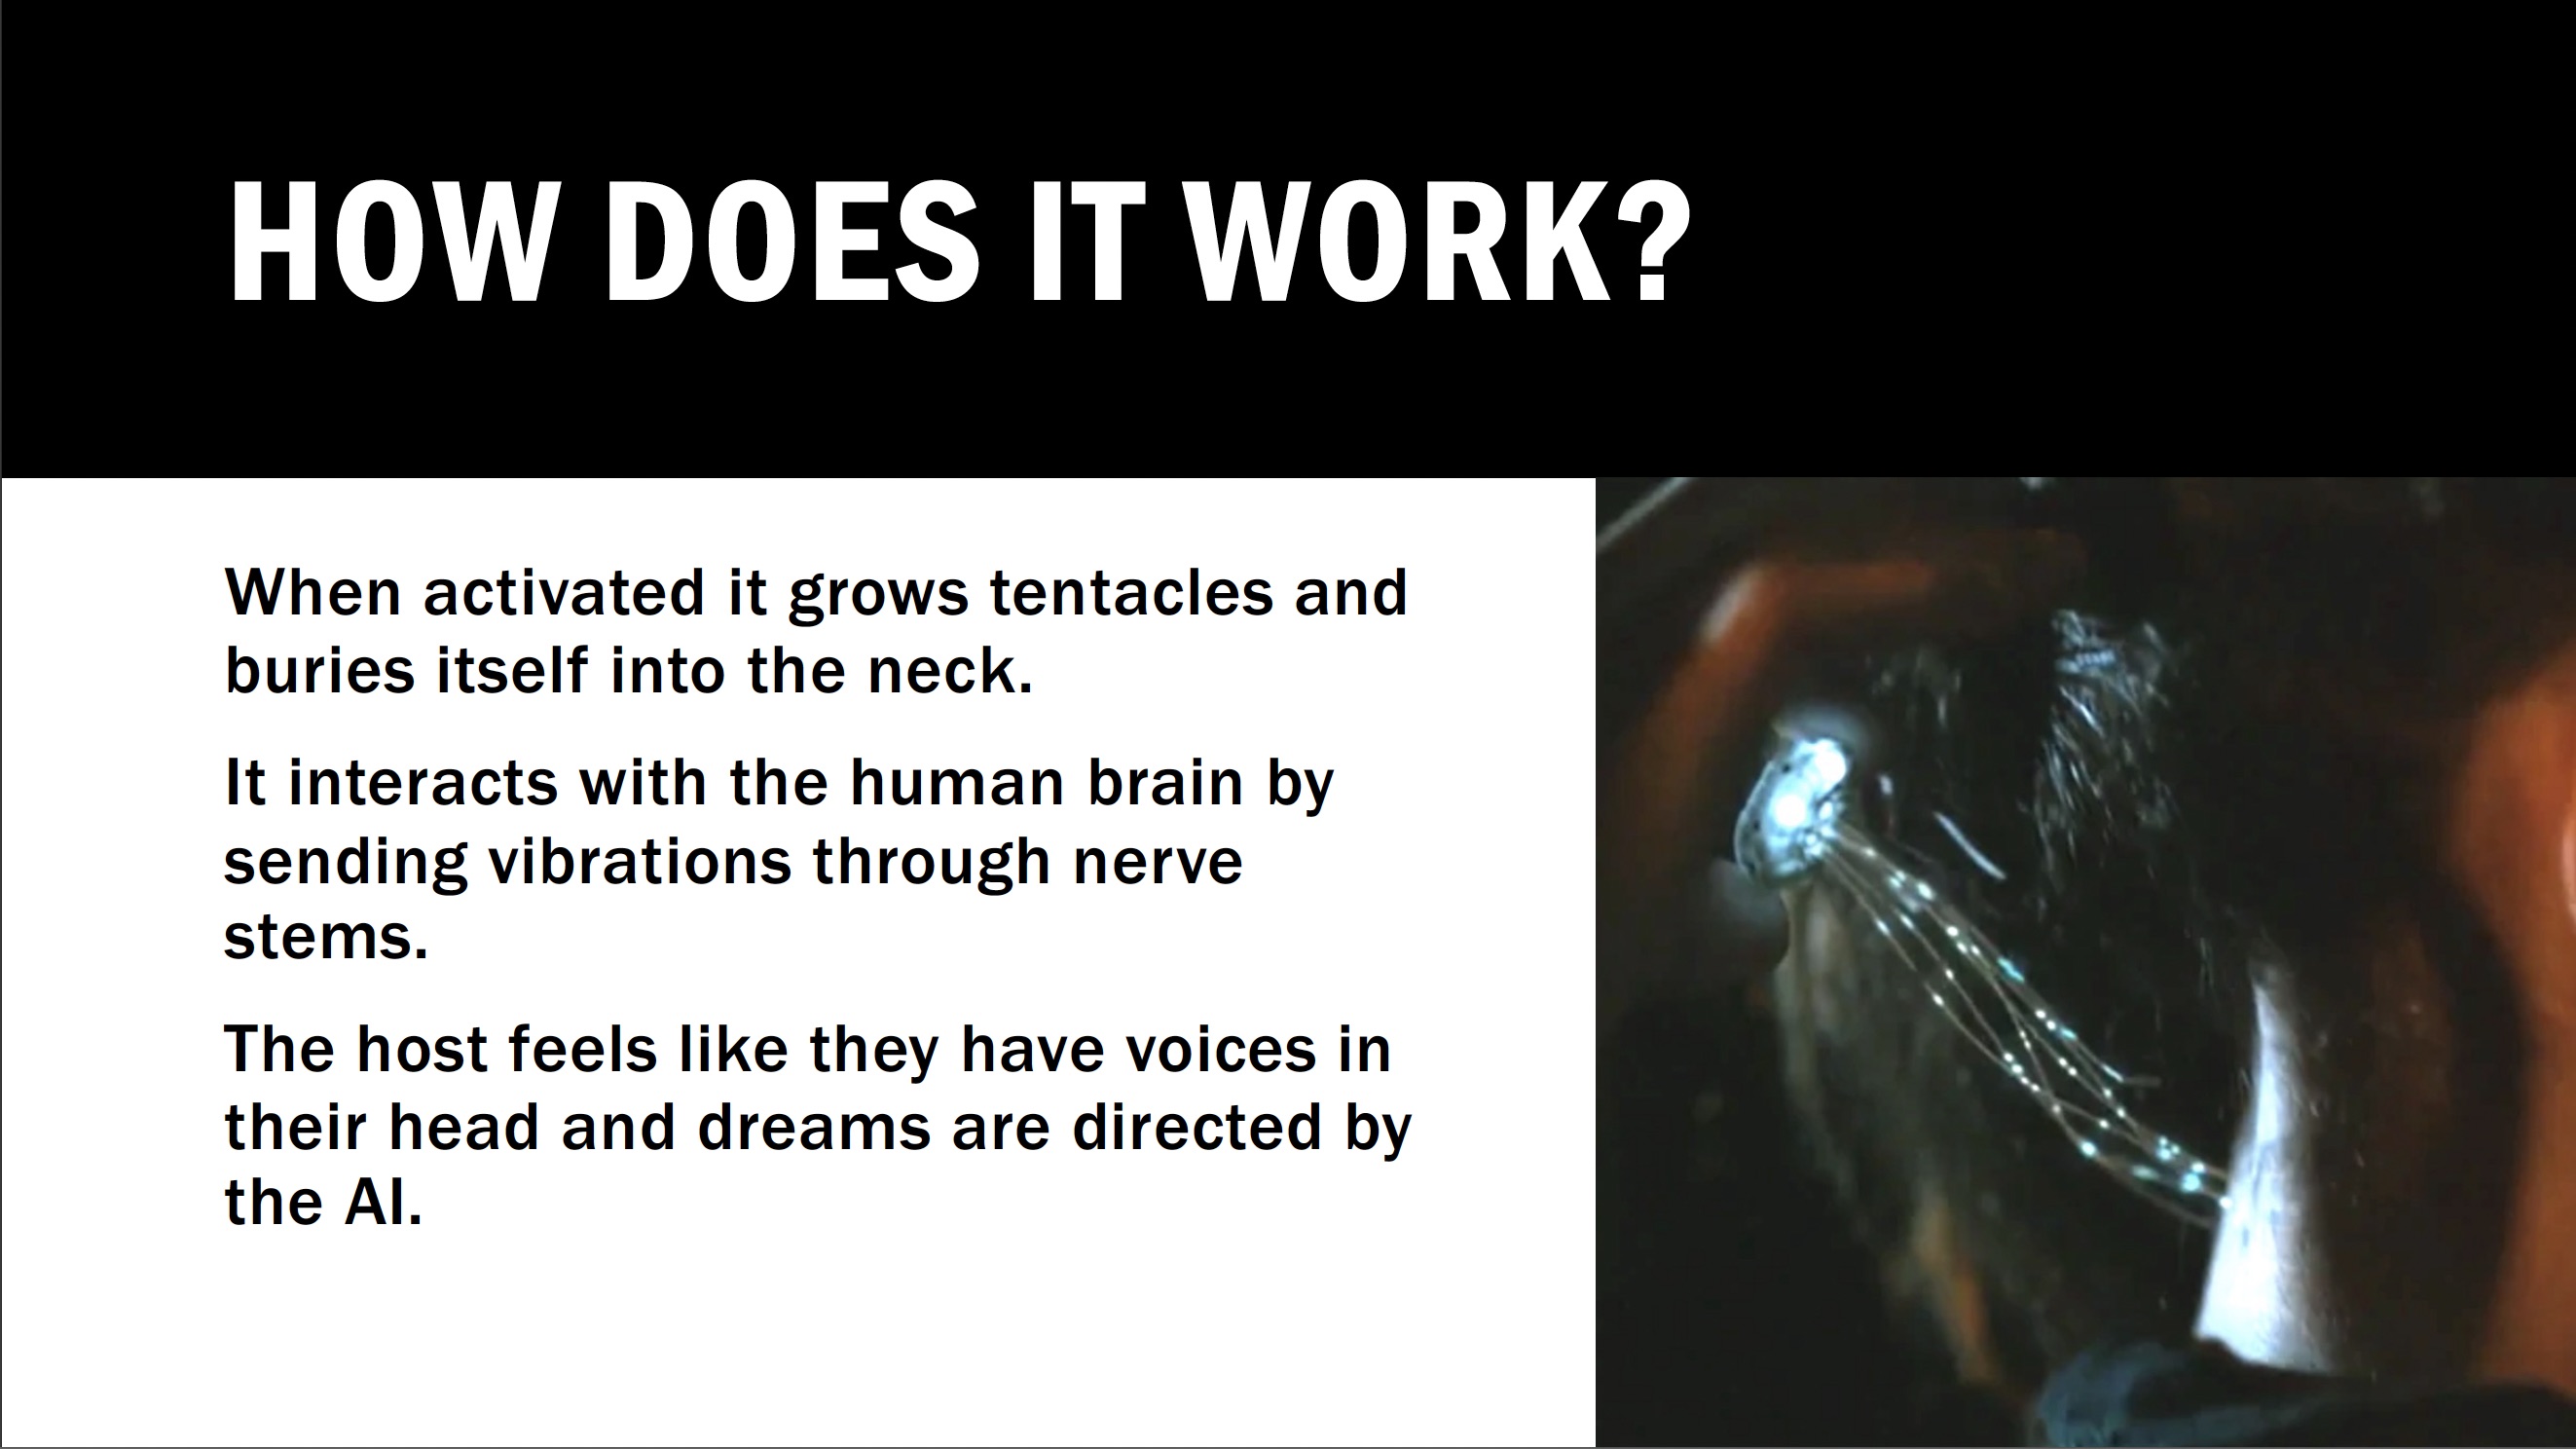 HOW DOES IT WORK?
When activated it grows tentacles and
buries itself into the neck.
It interacts with the human brain by
sending vibrations through nerve
stems.
The host feels like they have voices in
their head and dreams are directed by
the AI.